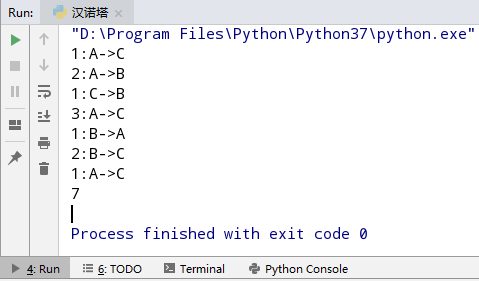 Run: 汉诺塔 ×
"D:\Program Files\Python\Python37\python.exe"
1:A->C
2:A->B
1:C->B
3:A->C
1:B->A
2:B->C
1:A->C
7
Process finished with exit code 0
4: Run 6: TODO Terminal Python Console